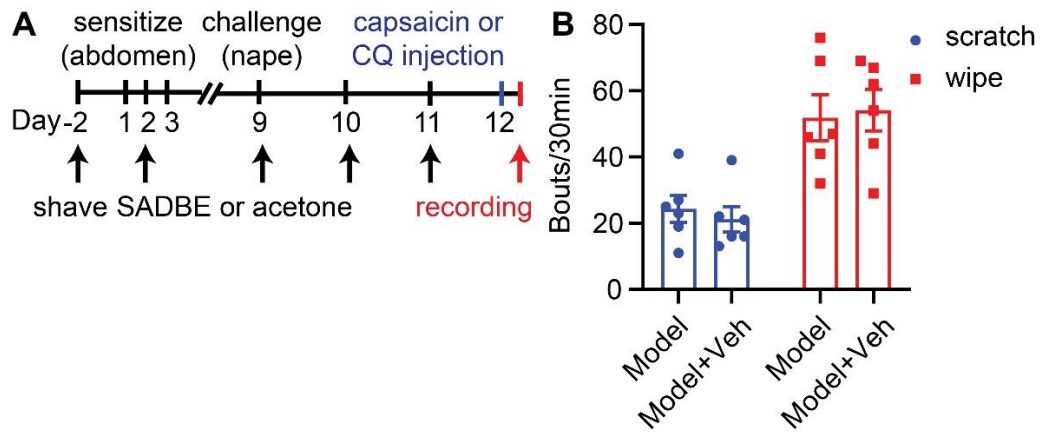 A
sensitize
(abdomen)
challenge
(nape)
capsaicin or
CQ injection
Day-2 1 2 3 9 10 11 12
shave SADBE or acetone
recording
B
Bouts/30min
80
60
40
20
0
Model
Model+Veh
Model
Model+Veh
scratch
wipe